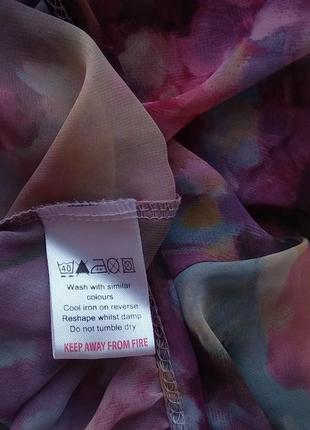 40
Wash with similar
colours
Cool iron on reverse
Reshape whilst damp
Do not tumble dry
KEEP AWAY FROM FIRE